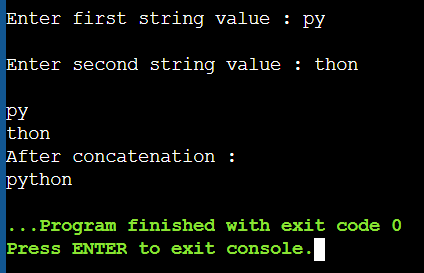 Enter first string value : py
Enter second string value : thon
py
thon
After concatenation :
python
...Program finished with exit code 0
Press ENTER to exit console.